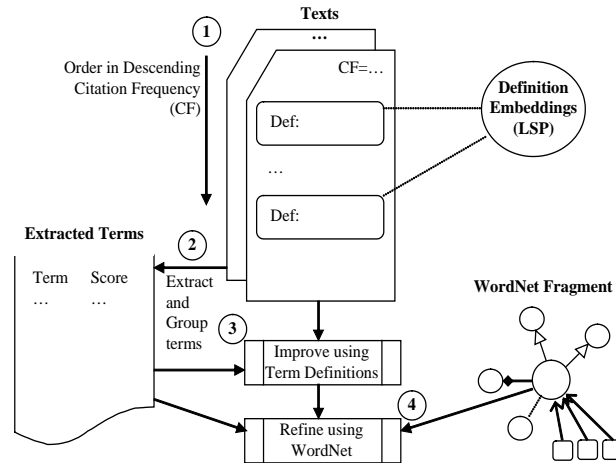 Texts
1
…
Order in Descending
Citation Frequency
(CF)
CF=…
Def:
…
Def:
Definition
Embeddings
(LSP)
Extracted Terms
2
Term Score
… …
Extract
and
Group
terms
3
WordNet Fragment
Improve using
Term Definitions
4
Refine using
WordNet